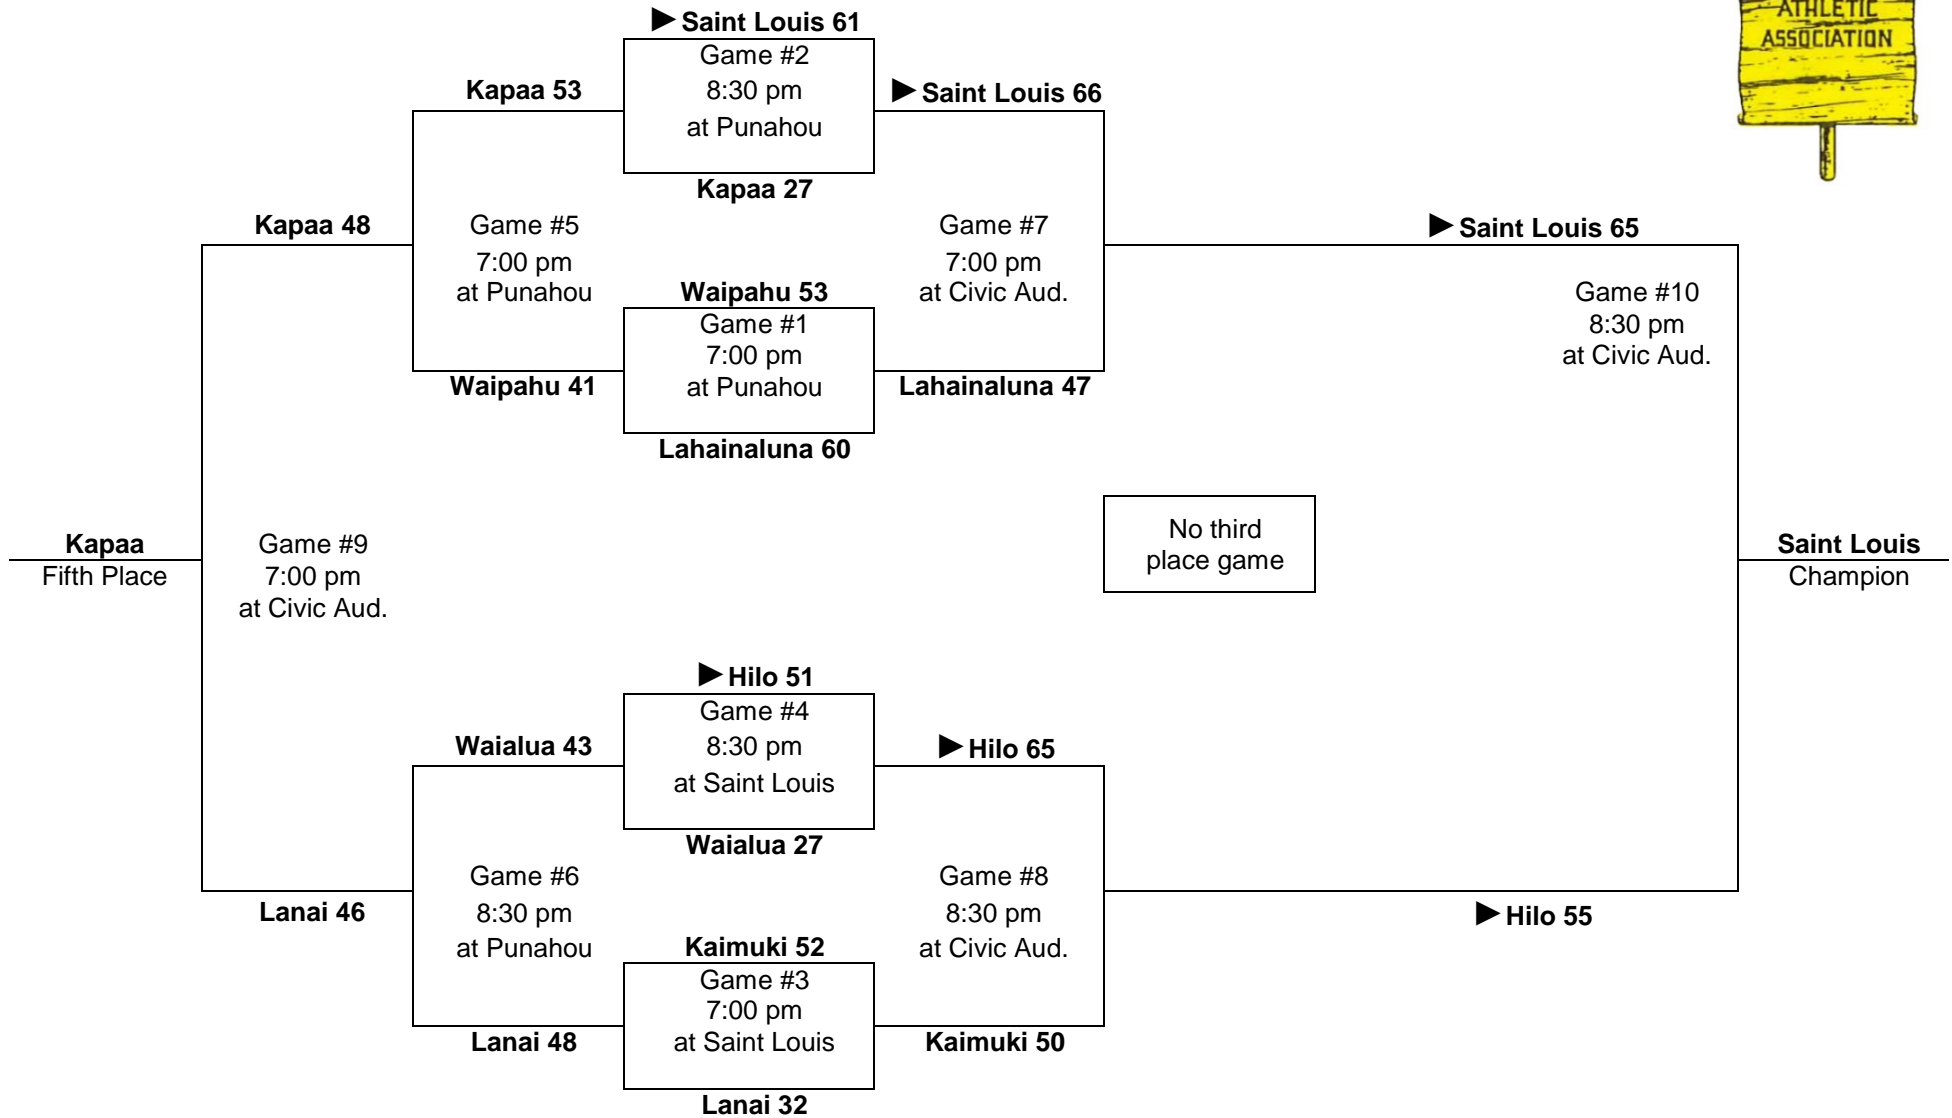 ATHLETIC
ASSOCIATION
►Saint Louis 61
Game #2
8:30 pm
at Punahou
Kapaa 27
Kapaa 53
►Saint Louis 66
Kapaa 48
Game #5
7:00 pm
at Punahou
Game #7
7:00 pm
at Civic Aud.
►Saint Louis 65
Waipahu 53
Game #1
7:00 pm
at Punahou
Lahainaluna 60
Game #10
8:30 pm
at Civic Aud.
Waipahu 41
Lahainaluna 47
Kapaa
Fifth Place
Game #9
7:00 pm
at Civic Aud.
No third
place game
Saint Louis
Champion
►Hilo 51
Game #4
8:30 pm
at Saint Louis
Waialua 27
Waialua 43
►Hilo 65
Game #6
8:30 pm
at Punahou
Game #8
8:30 pm
at Civic Aud.
Lanai 46
►Hilo 55
Kaimuki 52
Game #3
7:00 pm
at Saint Louis
Lanai 32
Lanai 48
Kaimuki 50